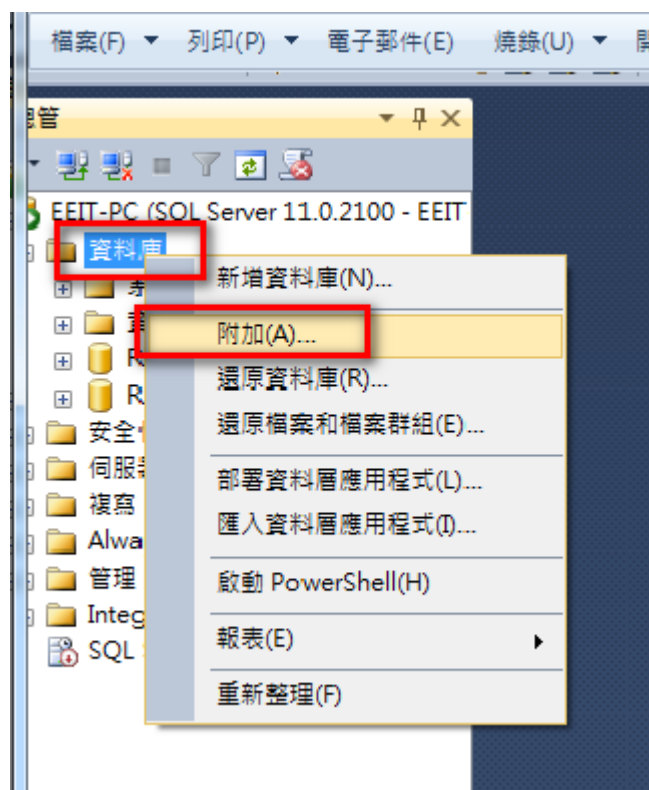 檔案(F) 列印(P) 電子郵件(E) 燒錄(U)
總管
EEIT-PC (SQL Server 11.0.2100 - EEIT
資料庫
新增資料庫(N)...
附加(A)...
還原資料庫(R)...
還原檔案和檔案群組(E)...
部署資料層應用程式(L)...
匯入資料層應用程式(I)...
啟動 PowerShell(H)
報表(E)
重新整理(F)
R
R
安全
伺服
複寫
Alwa
管理
Integ
SQL